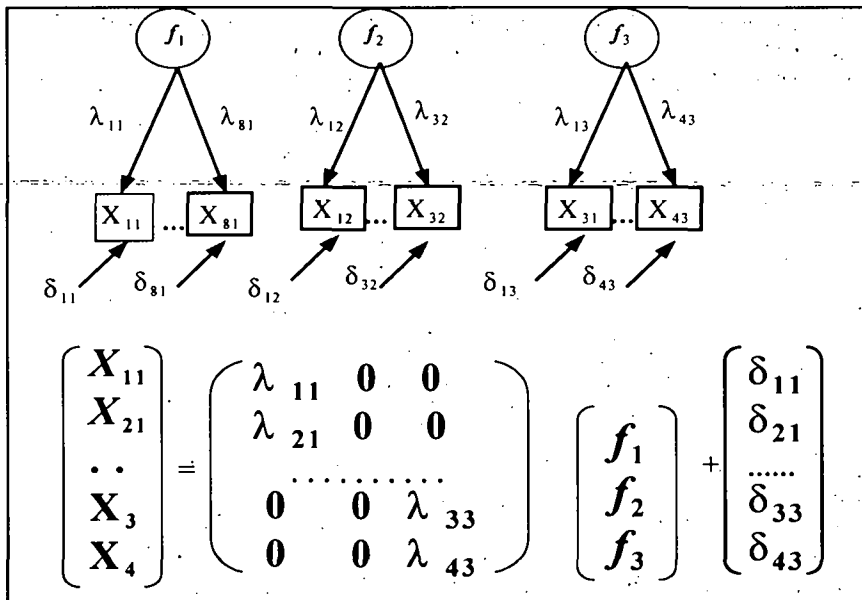 f₁ f₂ f₃
λ₁₁ λ₈₁ λ₁₂ λ₃₂ λ₁₃ λ₄₃
X₁₁ ... X₈₁ X₁₂ ... X₃₂ X₃₁ ... X₄₃
δ₁₁ δ₈₁ δ₁₂ δ₃₂ δ₁₃ δ₄₃
X₁₁ λ₁₁ 0 0 δ₁₁
X₂₁ λ₂₁ 0 0 f₁ δ₂₁
.. = .......... f₂ + ......
X₃ 0 0 λ₃₃ δ₃₃
X₄ 0 0 λ₄₃ f₃ δ₄₃